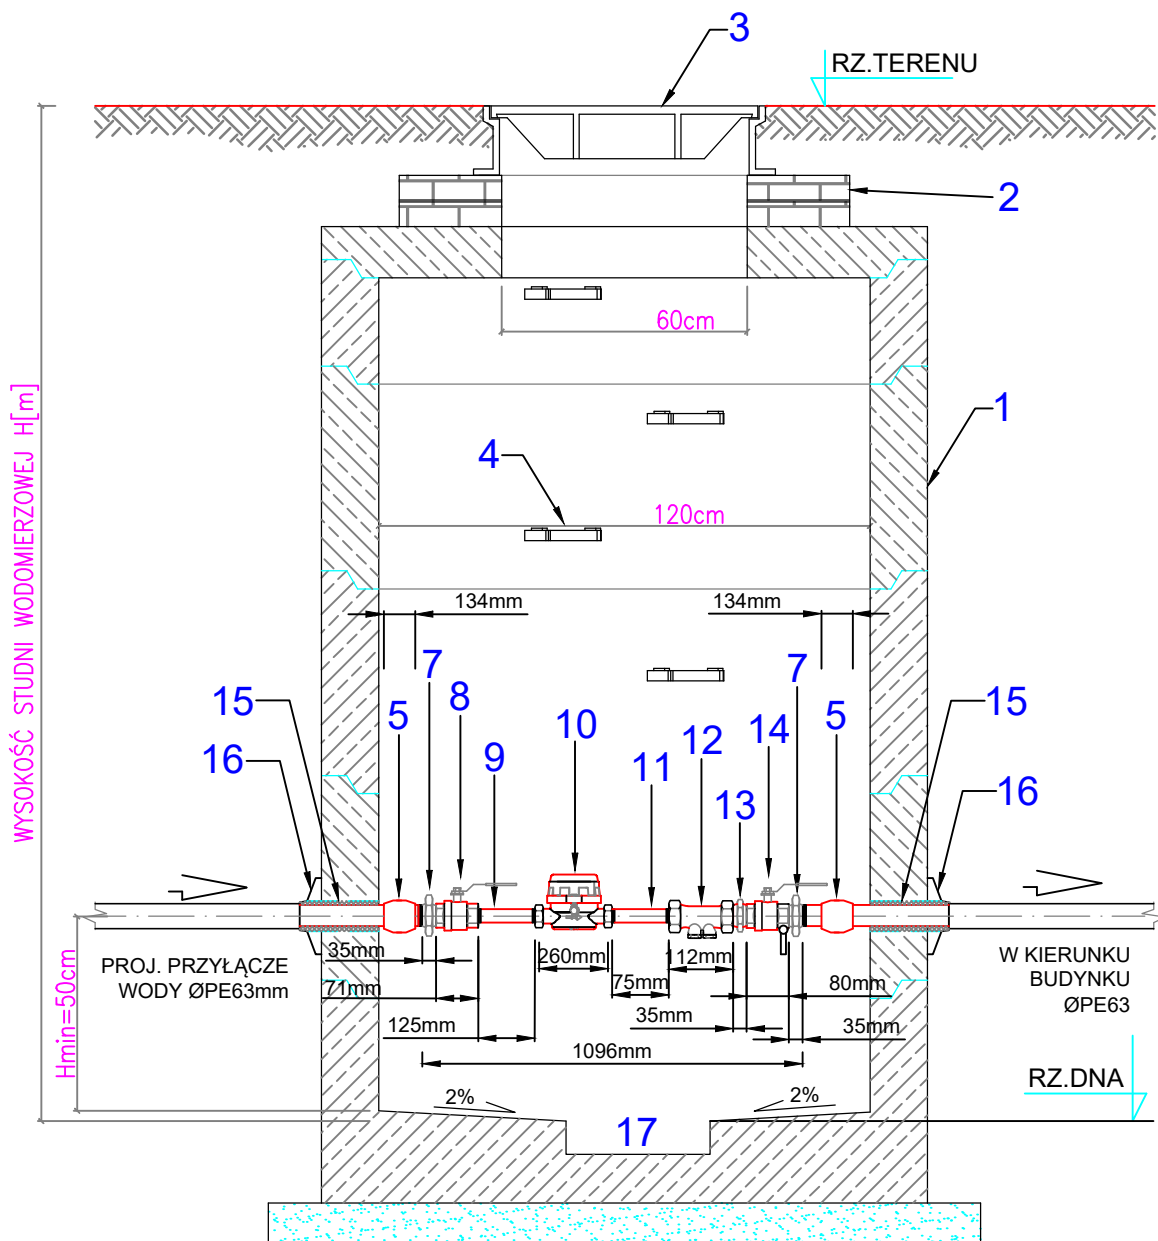 3
RZ.TERENU
2
60cm
1
4
120cm
WYSOKOŚĆ STUDNI WODOMIERZOWEJ H[m]
134mm
134mm
7
7
15
5
8
10
12
14
5
15
16
9
11
13
16
PROJ. PRZYŁĄCZE
WODY ØPE63mm
35mm
260mm
112mm
W KIERUNKU
BUDYNKU
ØPE63
71mm
75mm
80mm
125mm
35mm
35mm
1096mm
Hmin=50cm
2%
2%
RZ.DNA
17